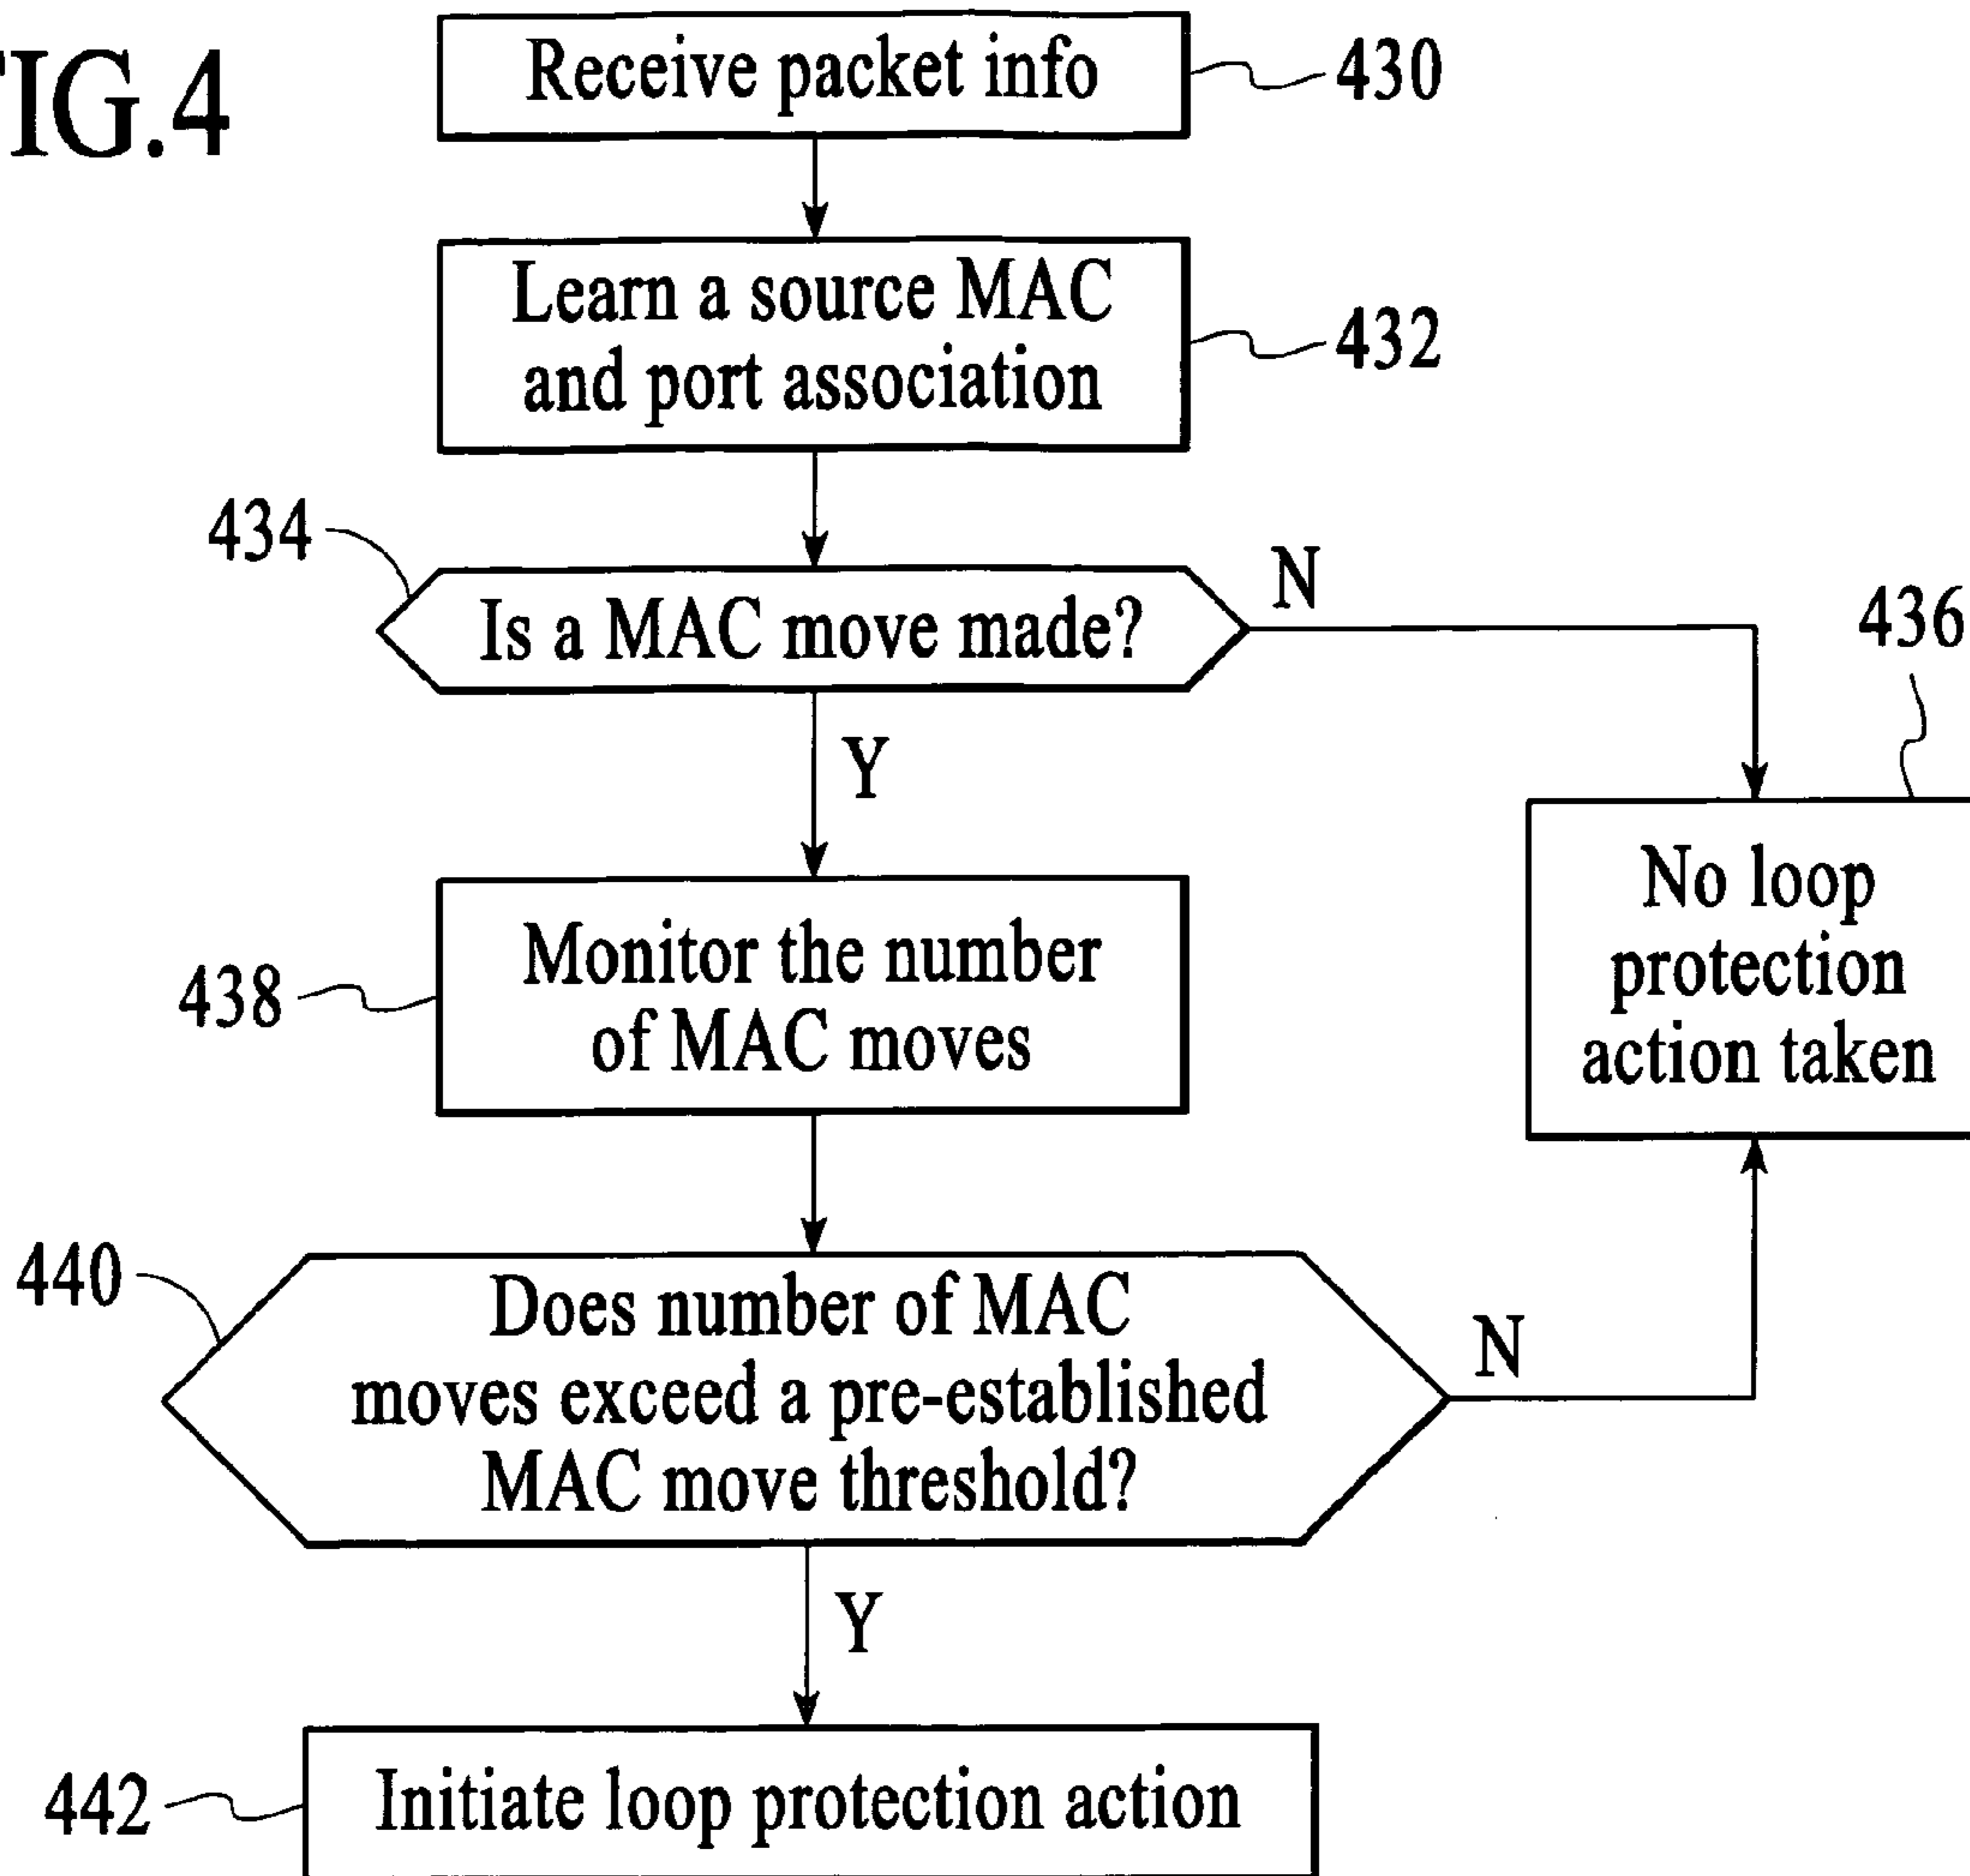 FIG.4
Receive packet info
430
Learn a source MAC
and port association
432
434
Is a MAC move made?
N
436
Y
No loop
protection
action taken
Monitor the number
of MAC moves
438
440
Does number of MAC
moves exceed a pre-established
MAC move threshold?
N
Y
442
Initiate loop protection action